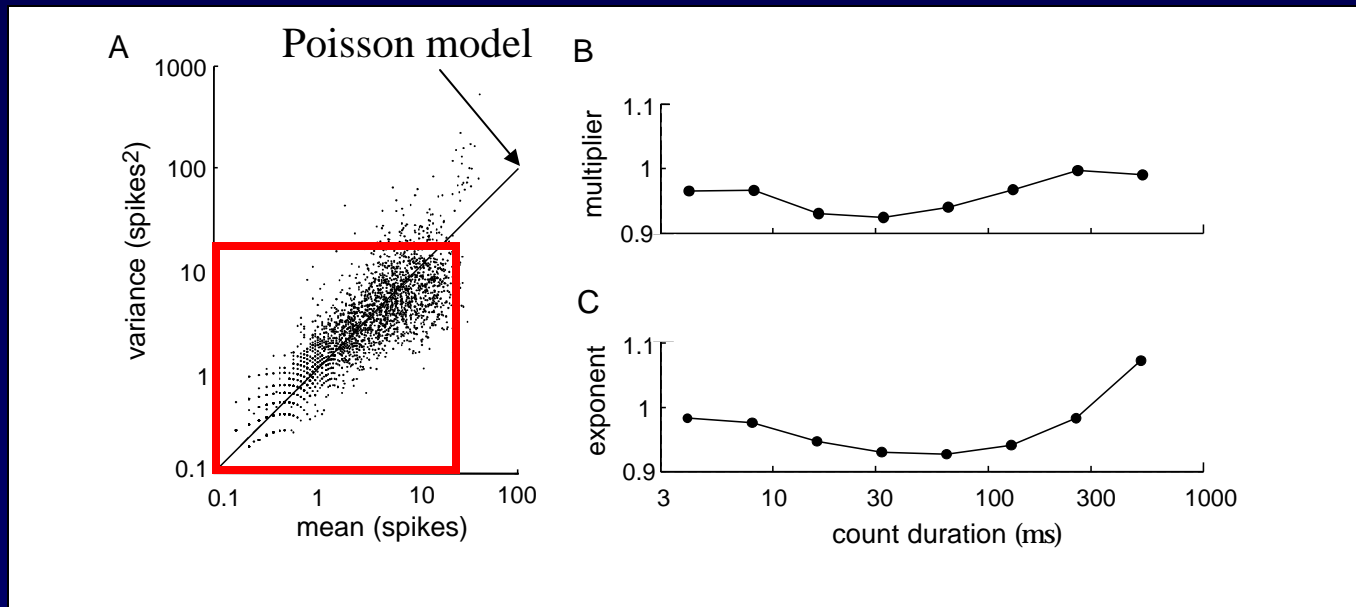 A
Poisson model
1000
100
10
1
0.1
variance (spikes²)
0.1 1 10 100
mean (spikes)
B
1.1
1
0.9
multiplier
C
1.1
1
0.9
exponent
3 10 30 100 300 1000
count duration (ms)